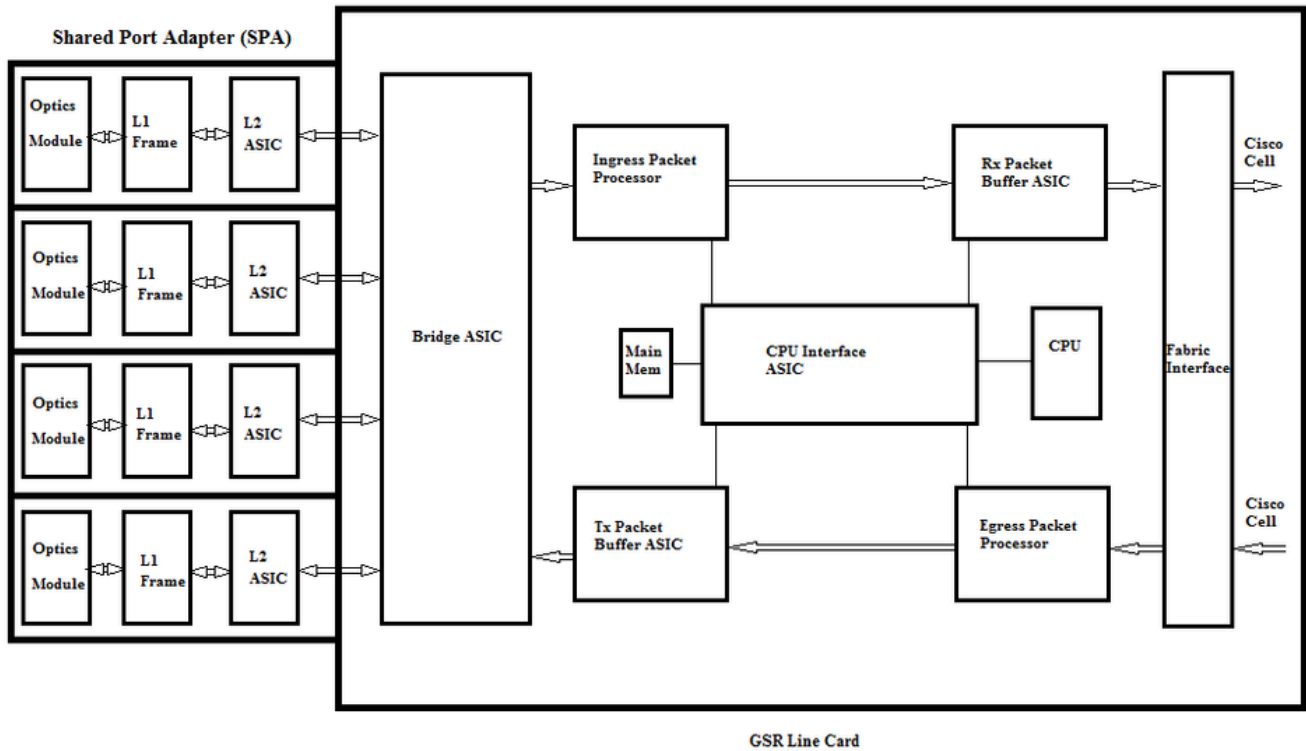 Shared Port Adapter (SPA)
Optics
Module
L1
Frame
L2
ASIC
Optics
Module
L1
Frame
L2
ASIC
Optics
Module
L1
Frame
L2
ASIC
Optics
Module
L1
Frame
L2
ASIC
Bridge ASIC
Ingress Packet
Processor
Rx Packet
Buffer ASIC
Main
Mem
CPU Interface
ASIC
CPU
Tx Packet
Buffer ASIC
Egress Packet
Processor
Fabric
Interface
Cisco
Cell
Cisco
Cell
GSR Line Card